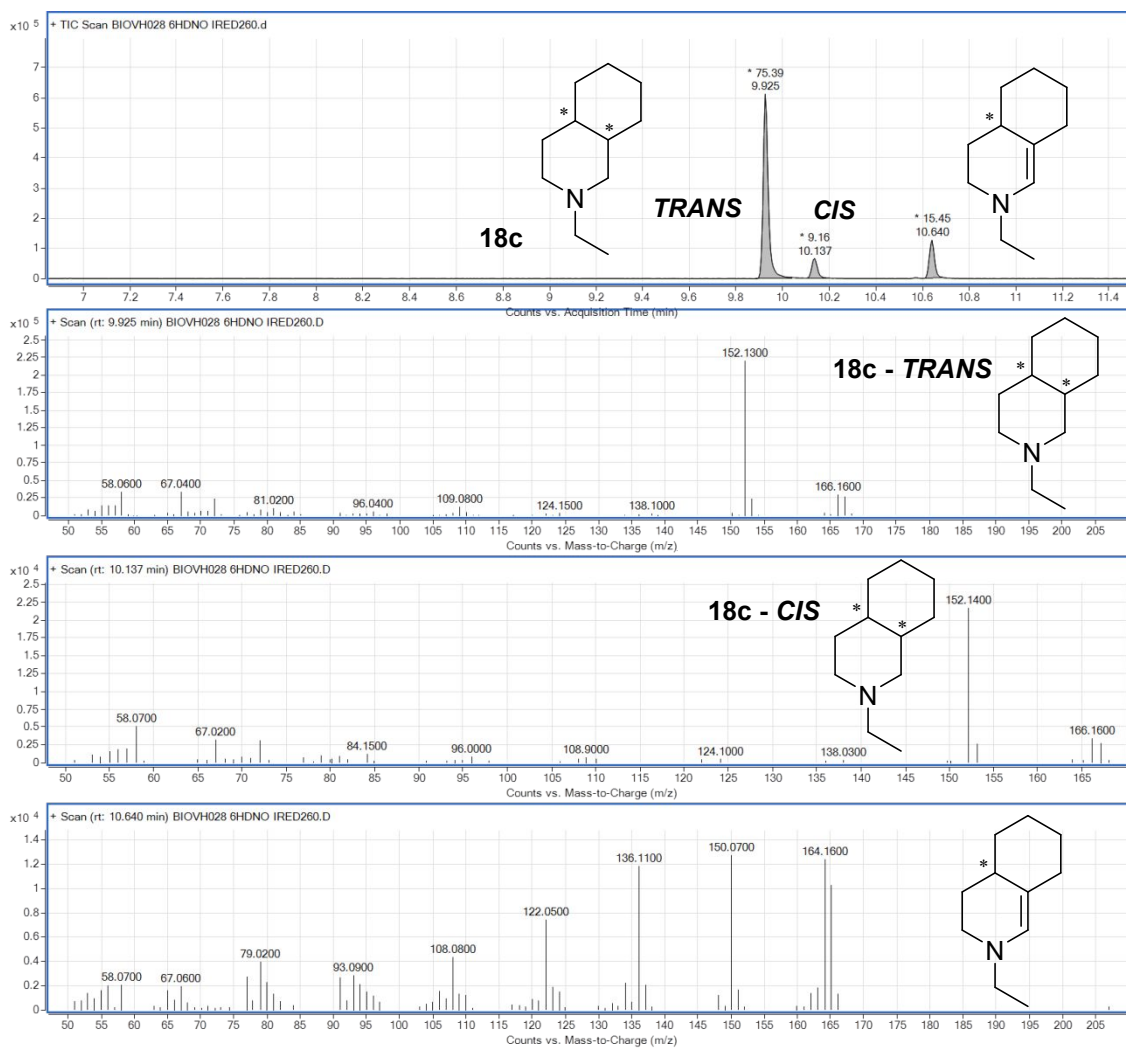 x10 5
+ TIC Scan BIOVH028 6HDNO IRED260.d
7
6
5
4
3
2
1
0
* 75.39
9.925
* 9.16
10.137
* 15.45
10.640
* *
*
N
N
18c
TRANS CIS
7 7.2 7.4 7.6 7.8 8 8.2 8.4 8.6 8.8 9 9.2 9.4 9.6 9.8 10 10.2 10.4 10.6 10.8 11 11.2 11.4
Counts vs. Acquisition Time (min)
x10 5
+ Scan (rt: 9.925 min) BIOVH028 6HDNO IRED260.D
2.5
2.25
2
1.75
1.5
1.25
1
0.75
0.5
0.25
0
58.0600 67.0400 81.0200 96.0400 109.0800 124.1500 138.1000 152.1300 166.1600
18c - TRANS
* *
N
50 55 60 65 70 75 80 85 90 95 100 105 110 115 120 125 130 135 140 145 150 155 160 165 170 175 180 185 190 195 200 205
Counts vs. Mass-to-Charge (m/z)
x10 4
+ Scan (rt: 10.137 min) BIOVH028 6HDNO IRED260.D
2.5
2.25
2
1.75
1.5
1.25
1
0.75
0.5
0.25
0
58.0700 67.0200 84.1500 96.0000 108.9000 124.1000 138.0300 152.1400 166.1600
18c - CIS
* *
N
50 55 60 65 70 75 80 85 90 95 100 105 110 115 120 125 130 135 140 145 150 155 160 165
Counts vs. Mass-to-Charge (m/z)
x10 4
+ Scan (rt: 10.640 min) BIOVH028 6HDNO IRED260.D
1.4
1.2
1
0.8
0.6
0.4
0.2
0
58.0700 67.0600 79.0200 93.0900 108.0800 122.0500 136.1100 150.0700 164.1600
*
N
50 55 60 65 70 75 80 85 90 95 100 105 110 115 120 125 130 135 140 145 150 155 160 165 170 175 180 185 190 195 200 205
Counts vs. Mass-to-Charge (m/z)